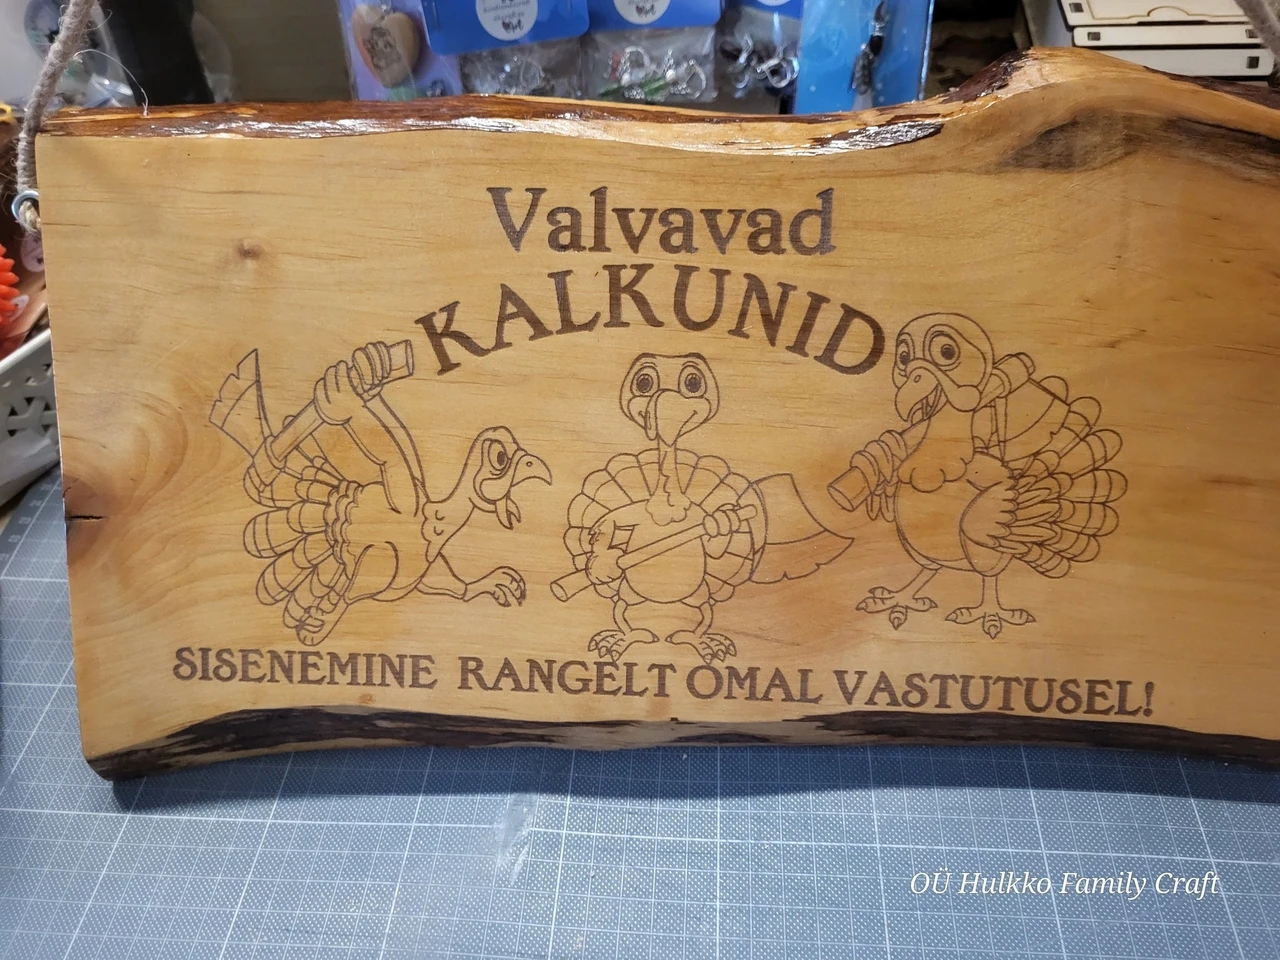 Valvavad
KALKUNID
SISENEMINE RANGELT OMAL VASTUTUSEL!
OÜ Hulkko Family Craft